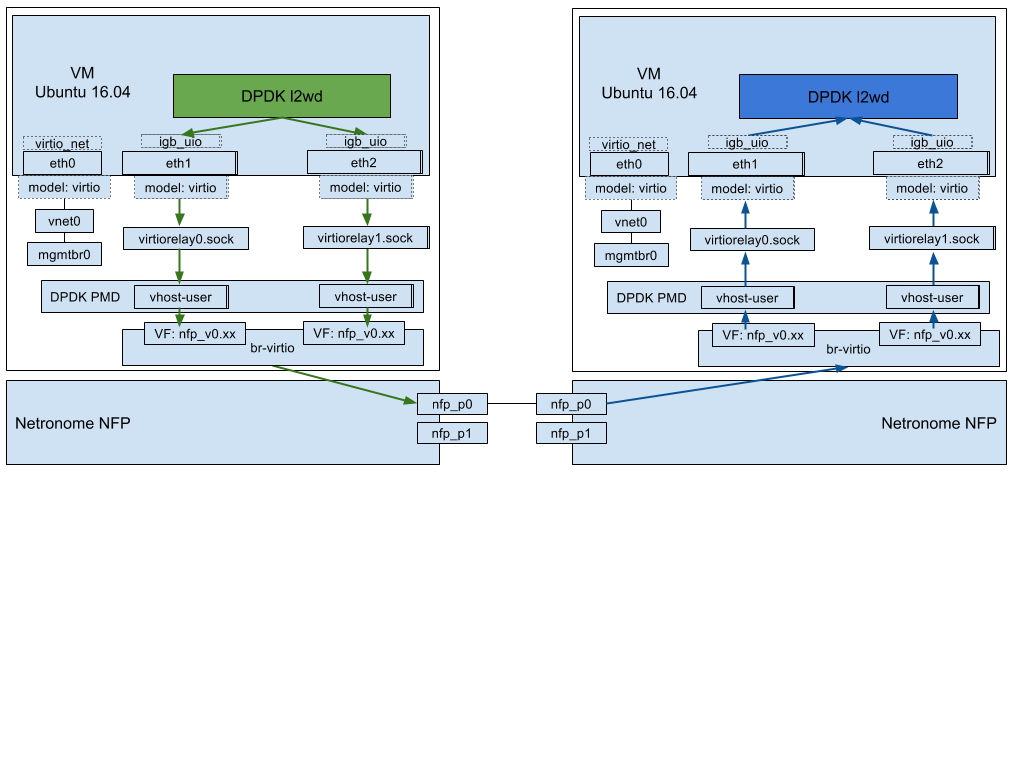 VM
Ubuntu 16.04
DPDK l2wd
virtio_net
igb_uio
igb_uio
eth0
eth1
eth2
model: virtio
model: virtio
model: virtio
vnet0
virtiorelay0.sock
virtiorelay1.sock
mgmtbr0
DPDK PMD
vhost-user
vhost-user
VF: nfp_v0.xx
VF: nfp_v0.xx
br-virtio
Netronome NFP
nfp_p0
nfp_p1
VM
Ubuntu 16.04
DPDK l2wd
virtio_net
igb_uio
igb_uio
eth0
eth1
eth2
model: virtio
model: virtio
model: virtio
vnet0
virtiorelay0.sock
virtiorelay1.sock
mgmtbr0
DPDK PMD
vhost-user
vhost-user
VF: nfp_v0.xx
VF: nfp_v0.xx
br-virtio
nfp_p0
nfp_p1
Netronome NFP